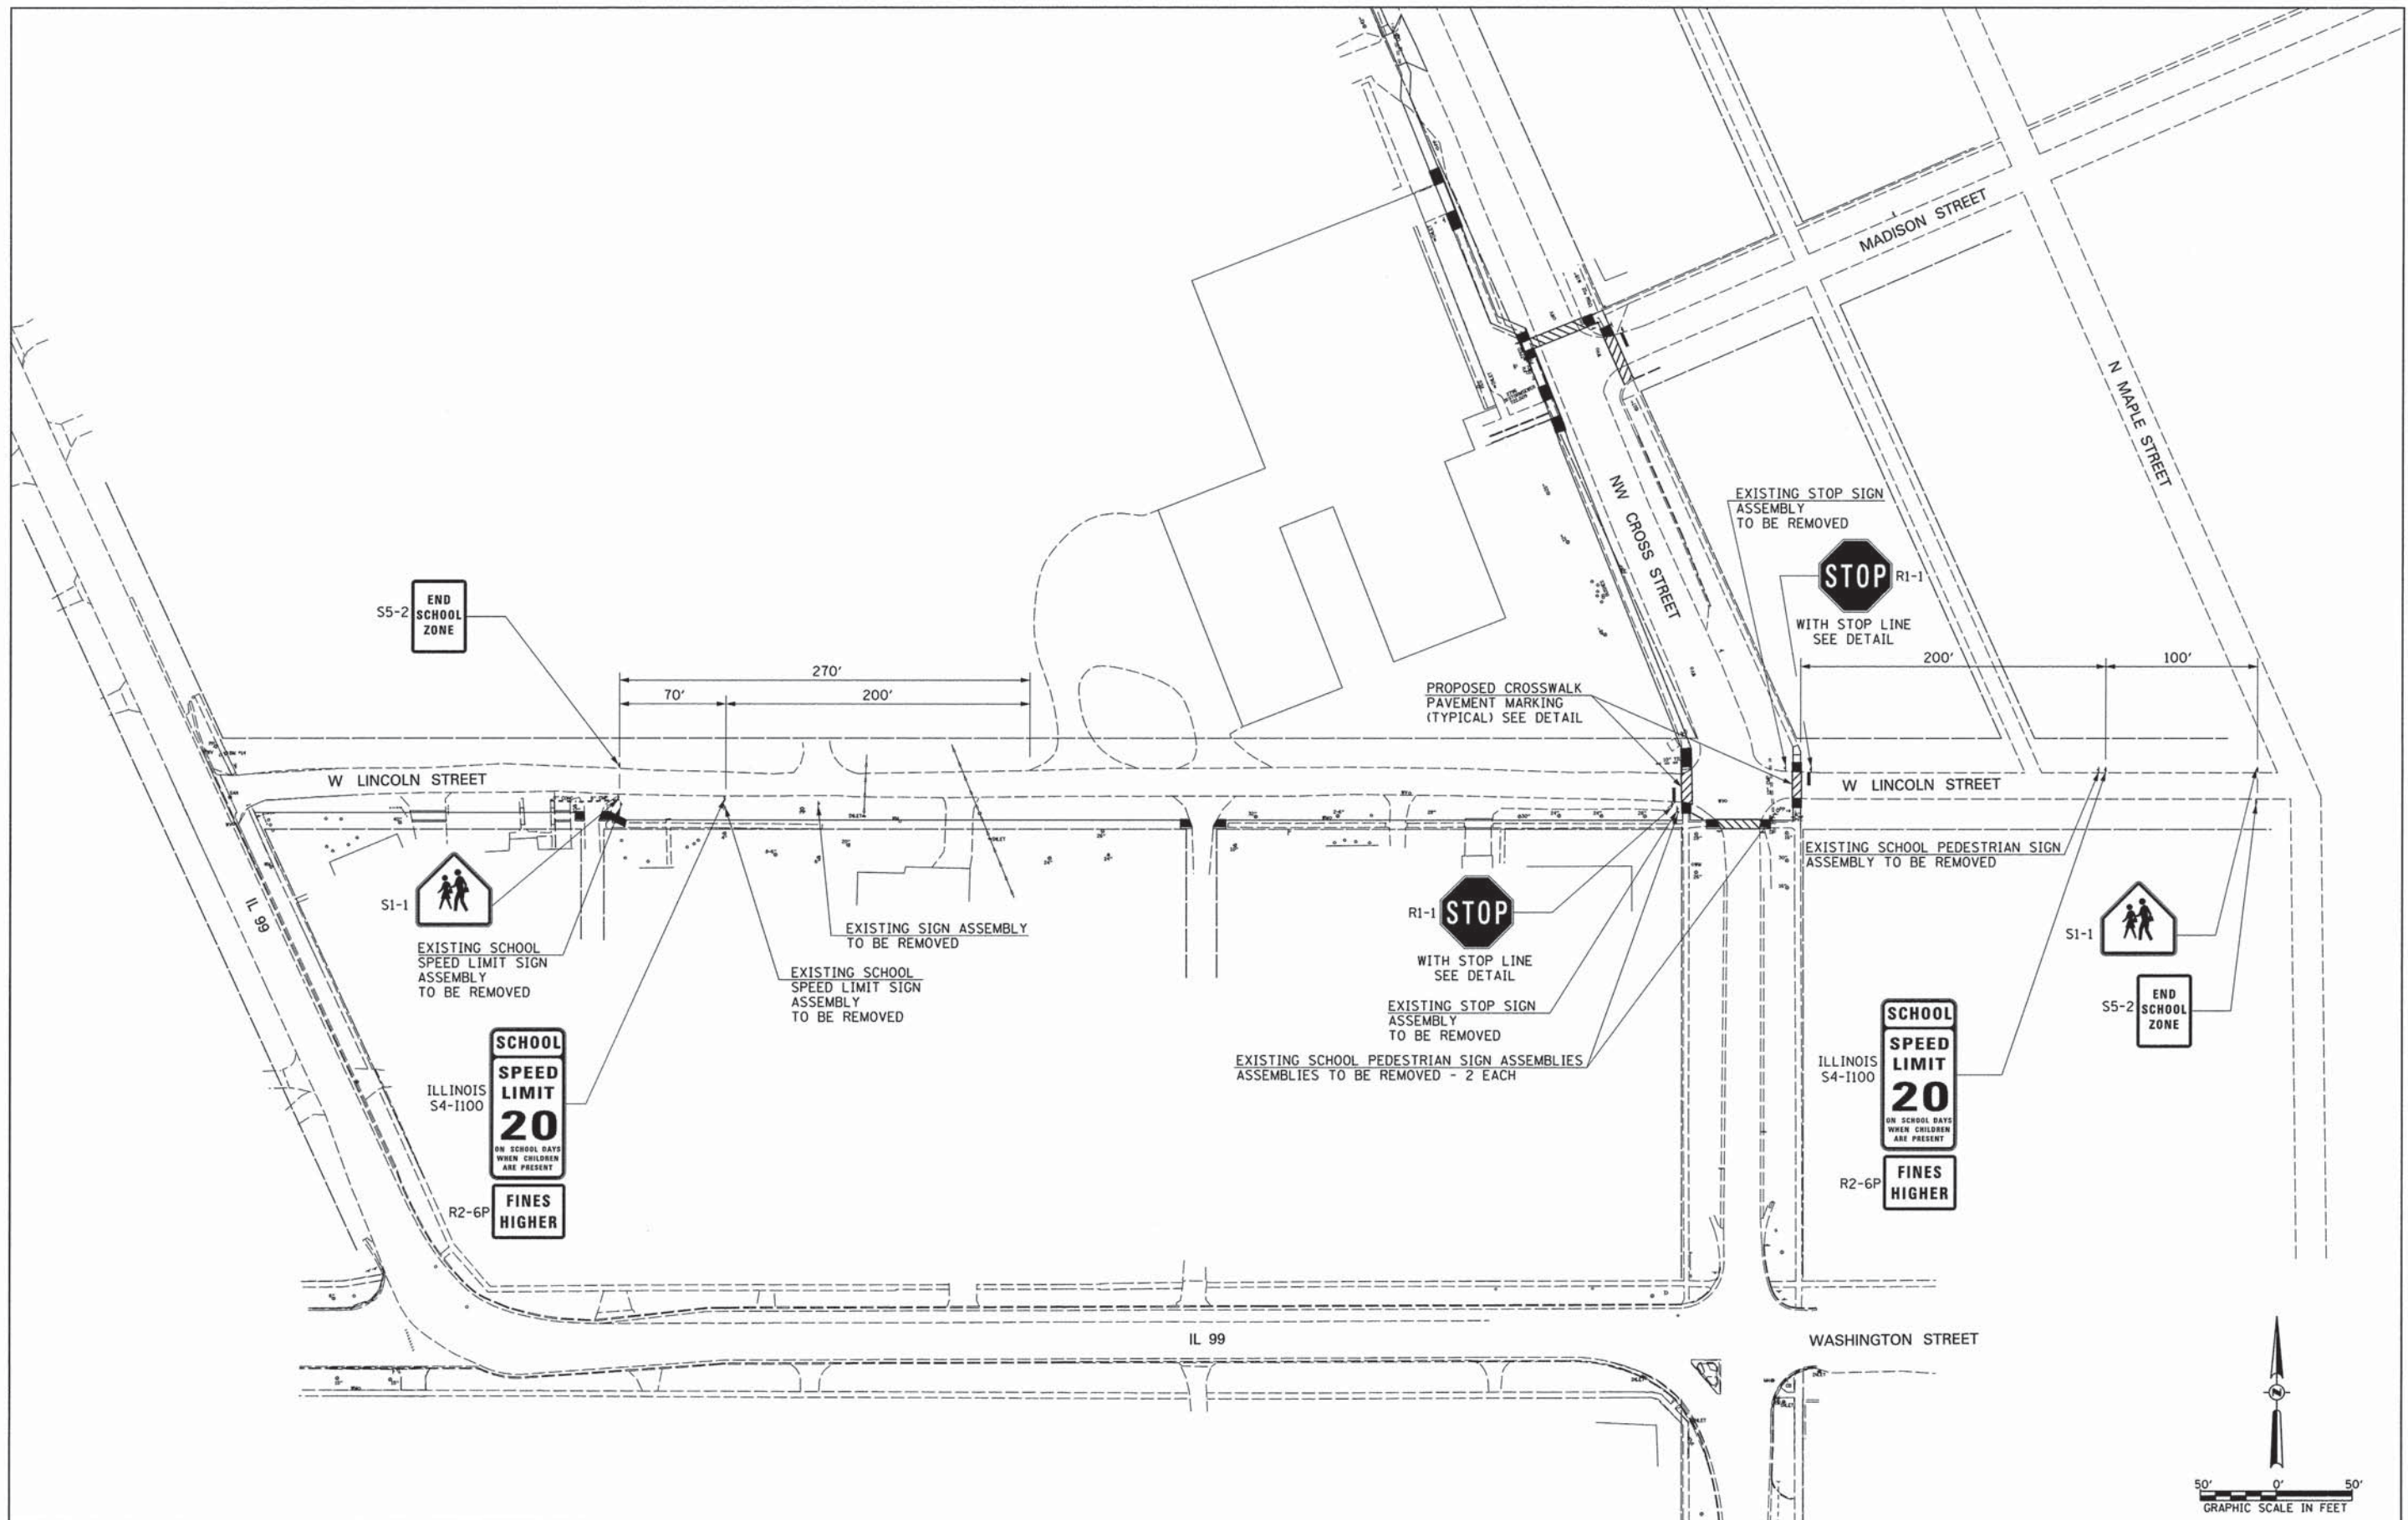 MADISON STREET
N MAPLE STREET
NW CROSS STREET
EXISTING STOP SIGN
ASSEMBLY
TO BE REMOVED
STOP
R1-1
WITH STOP LINE
SEE DETAIL
200'
100'
S5-2
END
SCHOOL
ZONE
270'
70'
200'
PROPOSED CROSSWALK
PAVEMENT MARKING
(TYPICAL) SEE DETAIL
W LINCOLN STREET
W LINCOLN STREET
IL 99
S1-1
EXISTING SCHOOL
SPEED LIMIT SIGN
ASSEMBLY
TO BE REMOVED
EXISTING SIGN ASSEMBLY
TO BE REMOVED
EXISTING SCHOOL
SPEED LIMIT SIGN
ASSEMBLY
TO BE REMOVED
R1-1
STOP
WITH STOP LINE
SEE DETAIL
EXISTING STOP SIGN
ASSEMBLY
TO BE REMOVED
EXISTING SCHOOL PEDESTRIAN SIGN ASSEMBLIES
ASSEMBLIES TO BE REMOVED - 2 EACH
EXISTING SCHOOL PEDESTRIAN SIGN
ASSEMBLY TO BE REMOVED
S1-1
S5-2
END
SCHOOL
ZONE
ILLINOIS
S4-I100
SCHOOL
SPEED
LIMIT
20
ON SCHOOL DAYS
WHEN CHILDREN
ARE PRESENT
R2-6P
FINES
HIGHER
ILLINOIS
S4-I100
SCHOOL
SPEED
LIMIT
20
ON SCHOOL DAYS
WHEN CHILDREN
ARE PRESENT
R2-6P
FINES
HIGHER
IL 99
WASHINGTON STREET
N
50'
0'
50'
GRAPHIC SCALE IN FEET